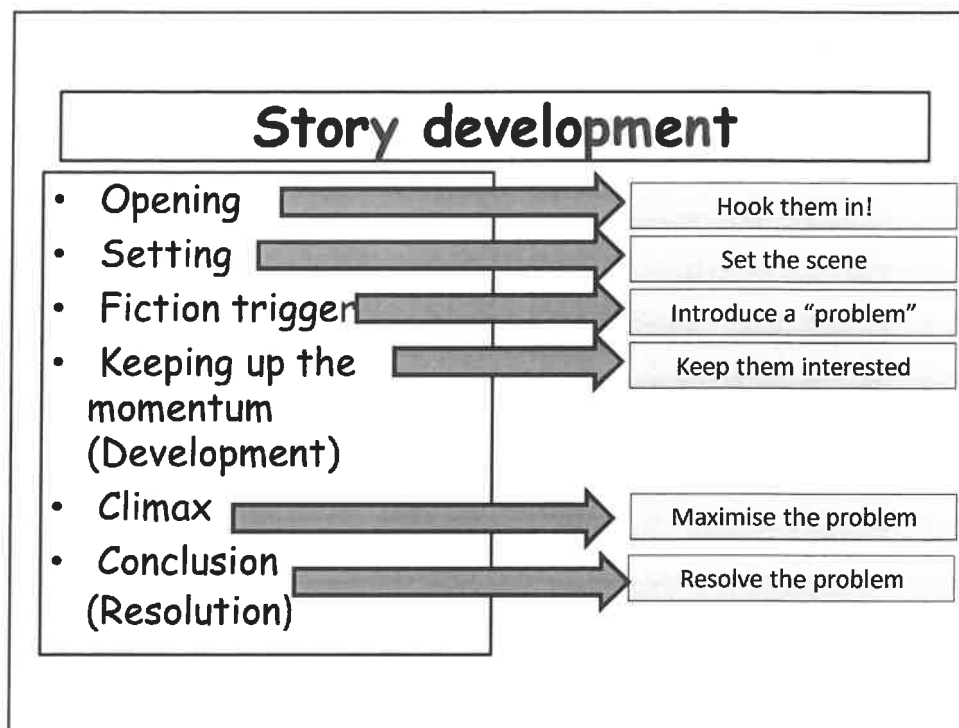 Story development
• Opening
Hook them in!
• Setting
Set the scene
• Fiction trigger
Introduce a “problem”
• Keeping up the
Keep them interested
momentum
(Development)
• Climax
Maximise the problem
• Conclusion
Resolve the problem
(Resolution)